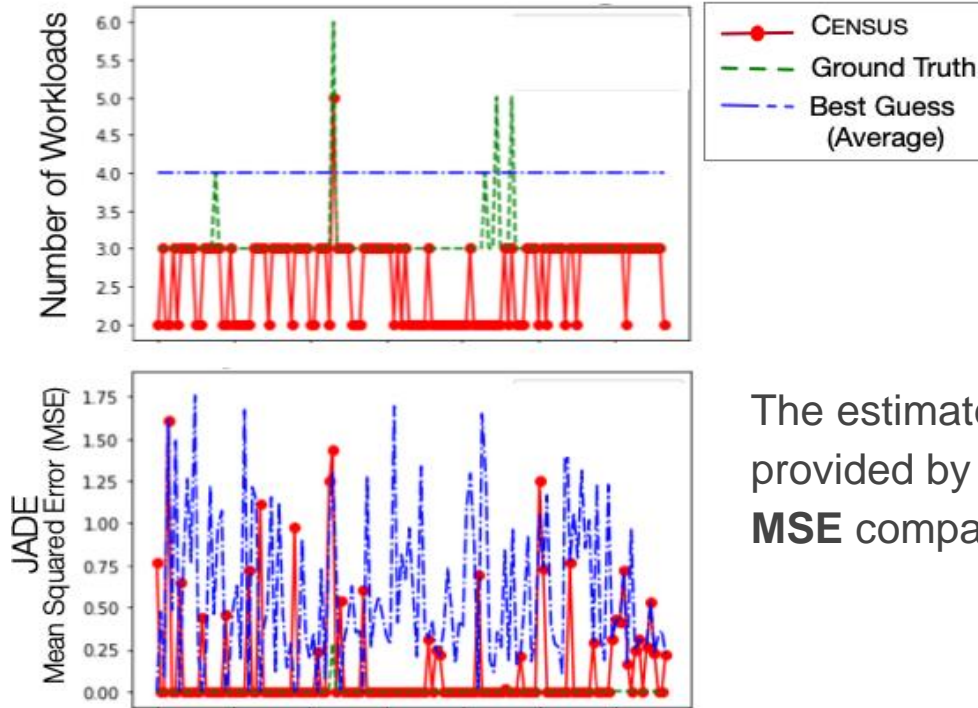 Number of Workloads
6.0
5.5
5.0
4.5
4.0
3.5
3.0
2.5
2.0
CENSUS
Ground Truth
Best Guess
(Average)
JADE
Mean Squared Error (MSE)
1.75
1.50
1.25
1.00
0.75
0.50
0.25
0.00
The estimate
provided by
MSE compa